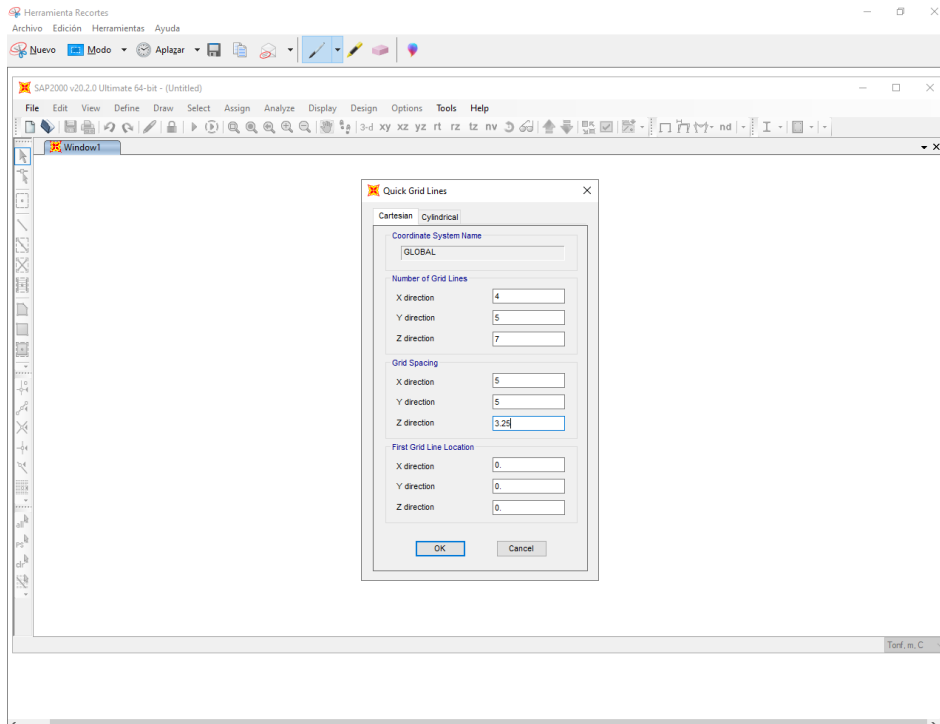 Herramienta Recortes
Archivo Edición Herramientas Ayuda
Nuevo Modo Aplazar
SAP2000 v20.2.0 Ultimate 64-bit - (Untitled)
File Edit View Define Draw Select Assign Analyze Display Design Options Tools Help
3-d xy xz yz rt rz tz nv nd
Window1
Quick Grid Lines
Cartesian Cylindrical
Coordinate System Name
GLOBAL
Number of Grid Lines
X direction 4
Y direction 5
Z direction 7
Grid Spacing
X direction 5
Y direction 5
Z direction 3.25
First Grid Line Location
X direction 0.
Y direction 0.
Z direction 0.
OK Cancel
all
PS
clr
Tonf, m, C